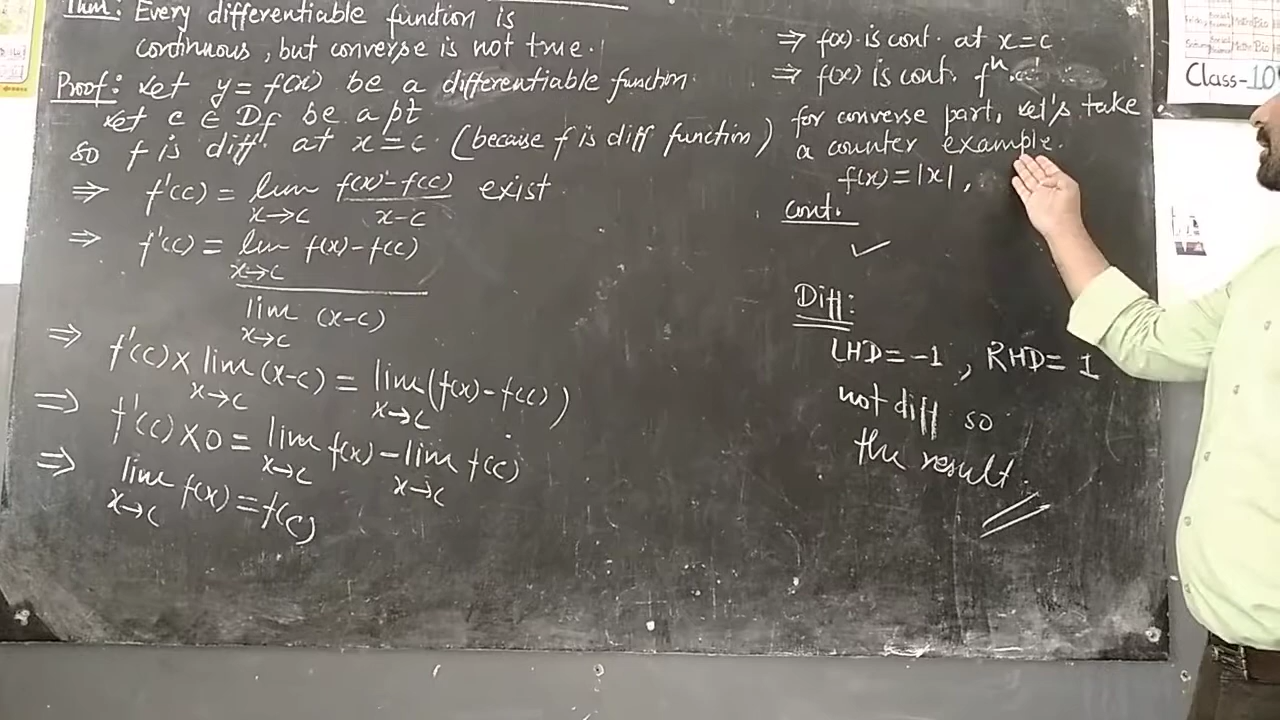 Thm: Every differentiable function is
continuous, but converse is not true.
Proof: Let y = f(x) be a differentiable function
Let c ∈ Df be a pt
so f is diff. at x=c. (because f is diff function)
⇒ f'(c) = lim f(x)-f(c) exist.
x→c x-c
⇒ f'(c) = lim f(x)-f(c)
x→c
lim (x-c)
x→c
⇒ f'(c) × lim (x-c) = lim (f(x)-f(c))
x→c x→c
⇒ f'(c) × 0 = lim f(x) - lim f(c)
x→c x→c
⇒ lim f(x) = f(c)
x→c
⇒ f(x) is cont. at x=c
⇒ f(x) is cont. fⁿ.
for converse part, Let's take
a counter example.
f(x) = |x|,
Cont.
✓
Diff:
LHD = -1, RHD = 1
not diff so
the result.
Class-10